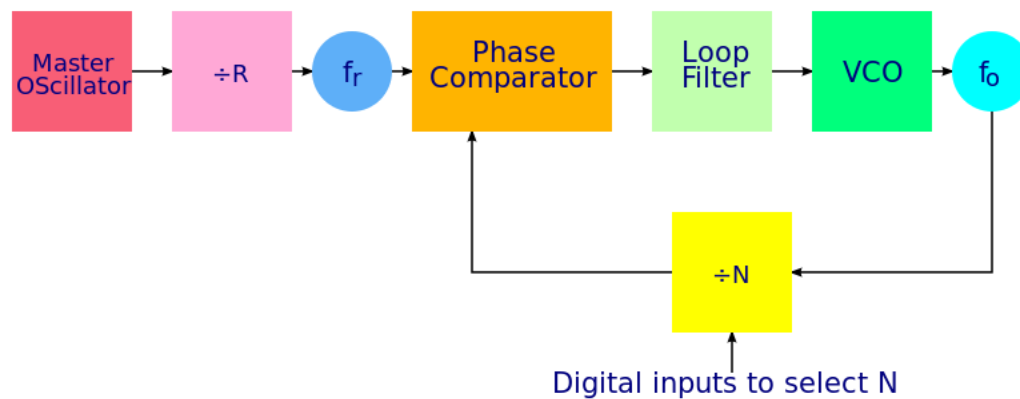 Master
OScillator
÷R
fr
Phase
Comparator
Loop
Filter
VCO
fo
÷N
Digital inputs to select N